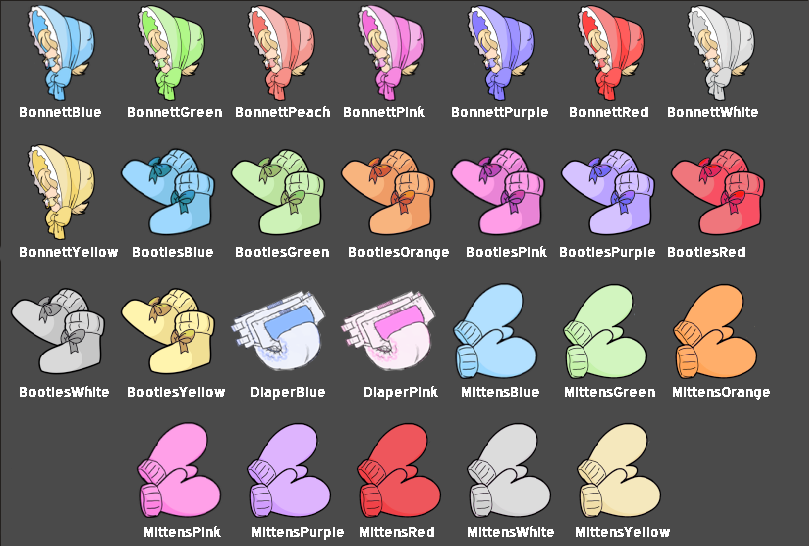 BonnettBlue BonnettGreen BonnettPeach BonnettPink BonnettPurple BonnettRed BonnettWhite
BonnettYellow BootiesBlue BootiesGreen BootiesOrange BootiesPink BootiesPurple BootiesRed
BootiesWhite BootiesYellow DiaperBlue DiaperPink MittensBlue MittensGreen MittensOrange
MittensPink MittensPurple MittensRed MittensWhite MittensYellow